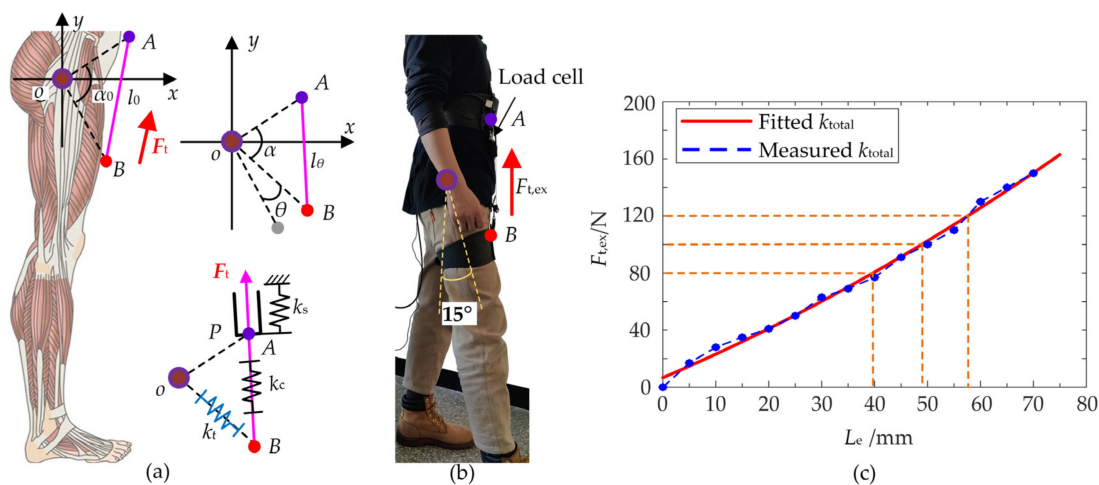 y
A
o
α0
l0
x
Ft
B
(a)
y
A
x
o
α
lθ
θ
B
Ft
ks
P
A
o
kc
kt
B
Load cell
A
Ft,ex
B
15°
(b)
Fitted ktotal
Measured ktotal
Ft,ex/N
200
160
120
80
40
0
0 10 20 30 40 50 60 70 80
Le /mm
(c)